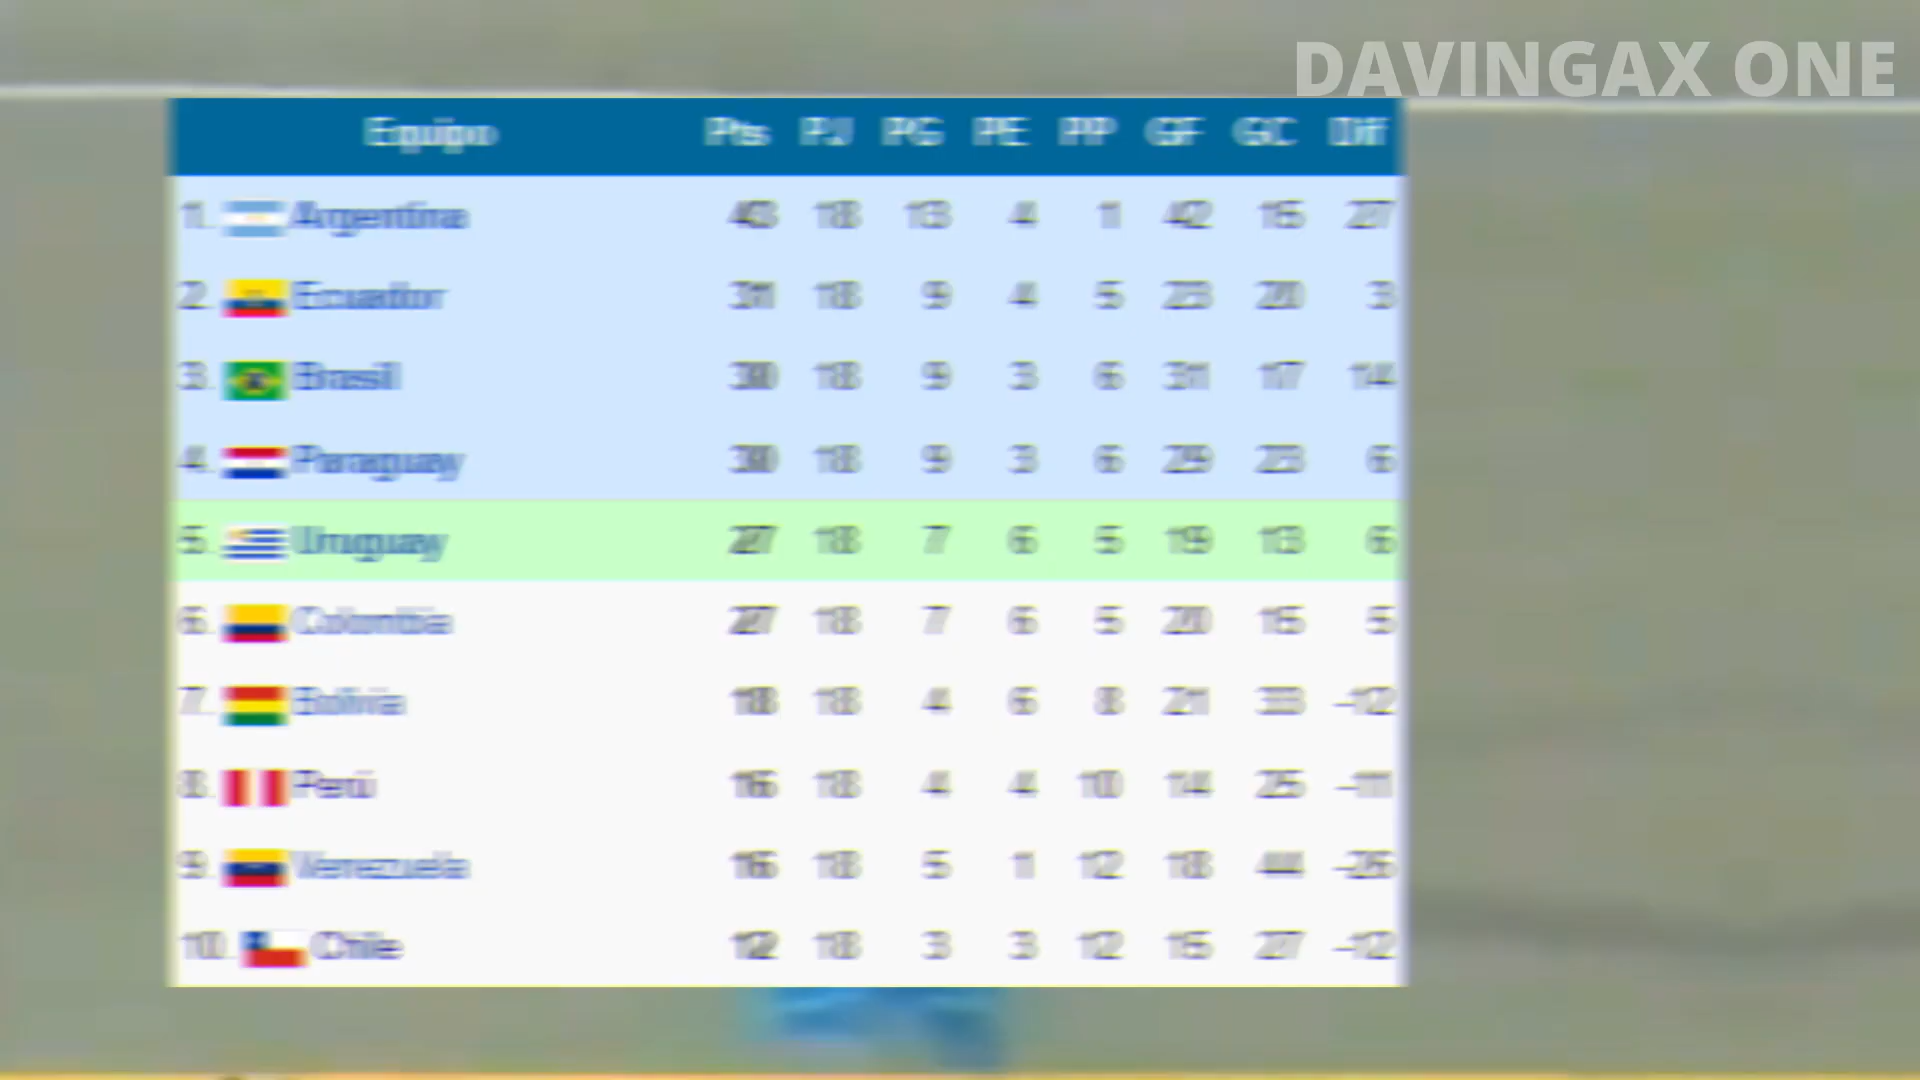 DAVINGAX ONE
Equipo Pts PJ PG PE PP GF GC Dif
1. Argentina 43 18 13 4 1 42 15 27
2. Ecuador 31 18 9 4 5 23 20 3
3. Brasil 30 18 9 3 6 31 17 14
4. Paraguay 30 18 9 3 6 29 23 6
5. Uruguay 27 18 7 6 5 19 13 6
6. Colombia 27 18 7 6 5 20 15 5
7. Bolivia 18 18 4 6 8 21 33 -12
8. Perú 16 18 4 4 10 14 25 -11
9. Venezuela 16 18 5 1 12 18 44 -26
10. Chile 12 18 3 3 12 15 27 -12